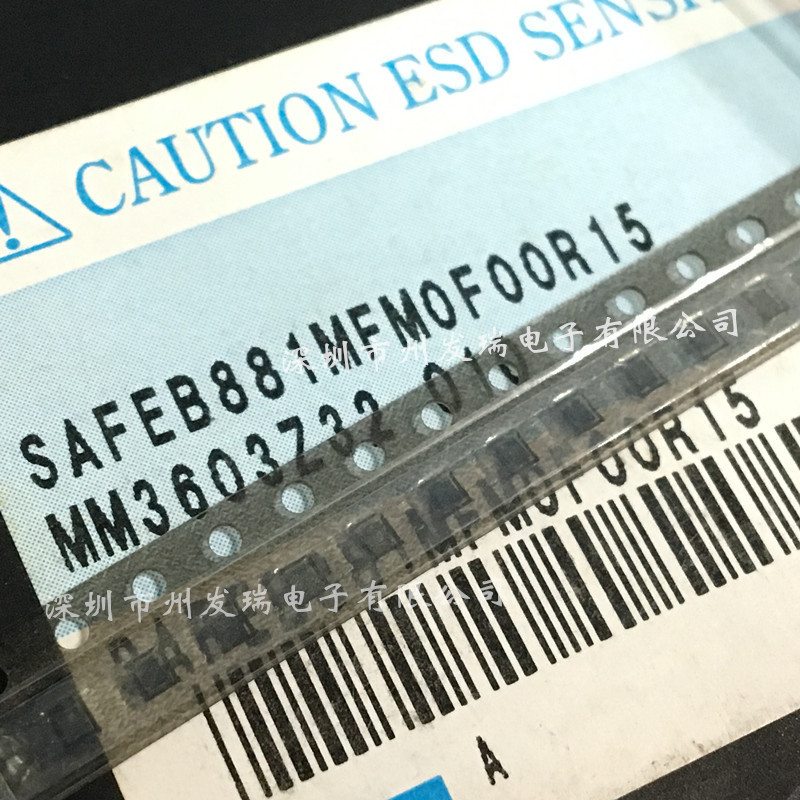 CAUTION ESD
SAFEB881MFM0F00R15
深圳市州发瑞电子有限公司
MM3603Z32
M0F00R15
深圳市州发瑞电子有限公司
A